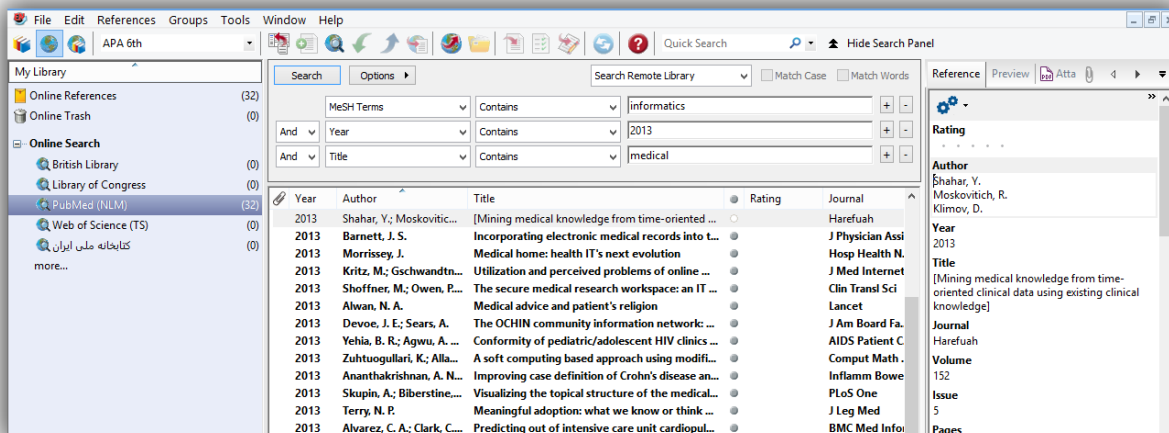 File Edit References Groups Tools Window Help
APA 6th
Quick Search
Hide Search Panel
My Library
Online References (32)
Online Trash (0)
Online Search
British Library (0)
Library of Congress (0)
PubMed (NLM) (32)
Web of Science (TS) (0)
کتابخانه ملی ایران (0)
more...
Search Options Search Remote Library Match Case Match Words
MeSH Terms Contains informatics + -
And Year Contains 2013 + -
And Title Contains medical + -
Year Author Title Rating Journal
2013 Shahar, Y.; Moskovitic... [Mining medical knowledge from time-oriented ... Harefuah
2013 Barnett, J. S. Incorporating electronic medical records into t... J Physician Assi
2013 Morrissey, J. Medical home: health IT's next evolution Hosp Health N.
2013 Kritz, M.; Gschwandtn... Utilization and perceived problems of online ... J Med Internet
2013 Shoffner, M.; Owen, P.... The secure medical research workspace: an IT ... Clin Transl Sci
2013 Alwan, N. A. Medical advice and patient's religion Lancet
2013 Devoe, J. E.; Sears, A. The OCHIN community information network: ... J Am Board Fa..
2013 Yehia, B. R.; Agwu, A. ... Conformity of pediatric/adolescent HIV clinics ... AIDS Patient C
2013 Zuhtuogullari, K.; Alla... A soft computing based approach using modifi... Comput Math .
2013 Ananthakrishnan, A. N... Improving case definition of Crohn's disease an... Inflamm Bowe
2013 Skupin, A.; Biberstine,... Visualizing the topical structure of the medical... PLoS One
2013 Terry, N. P. Meaningful adoption: what we know or think ... J Leg Med
2013 Alvarez, C. A.; Clark, C.... Predicting out of intensive care unit cardiopul... BMC Med Infor
Reference Preview Atta
Rating
Author
Shahar, Y.
Moskovitich, R.
Klimov, D.
Year
2013
Title
[Mining medical knowledge from time-
oriented clinical data using existing clinical
knowledge]
Journal
Harefuah
Volume
152
Issue
5
Pages